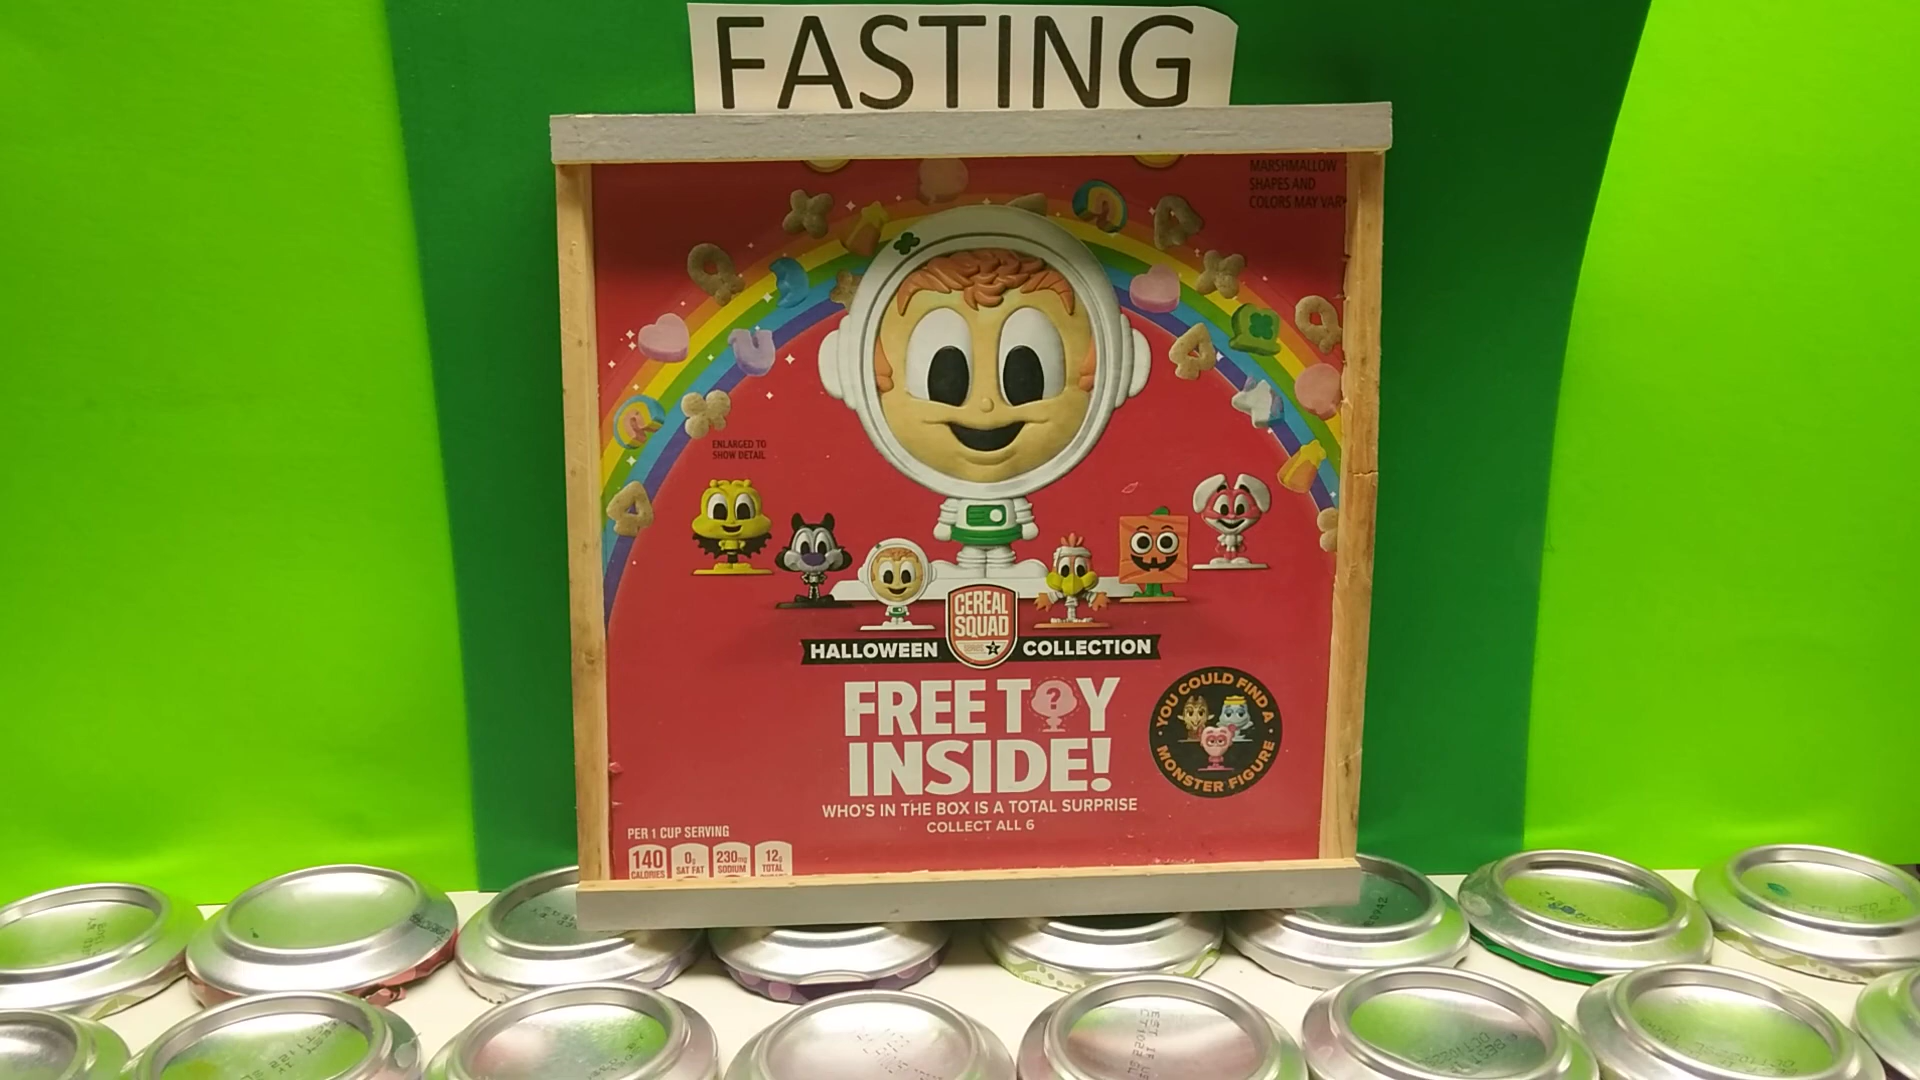 FASTING
MARSHMALLOW
SHAPES AND
COLORS MAY VARY
ENLARGED TO
SHOW DETAIL
CEREAL
SQUAD
HALLOWEEN COLLECTION
FREE TOY
INSIDE!
YOU COULD FIND A
MONSTER FIGURE
WHO'S IN THE BOX IS A TOTAL SURPRISE
COLLECT ALL 6
PER 1 CUP SERVING
140 0g 230mg 12g
CALORIES SAT FAT SODIUM TOTAL